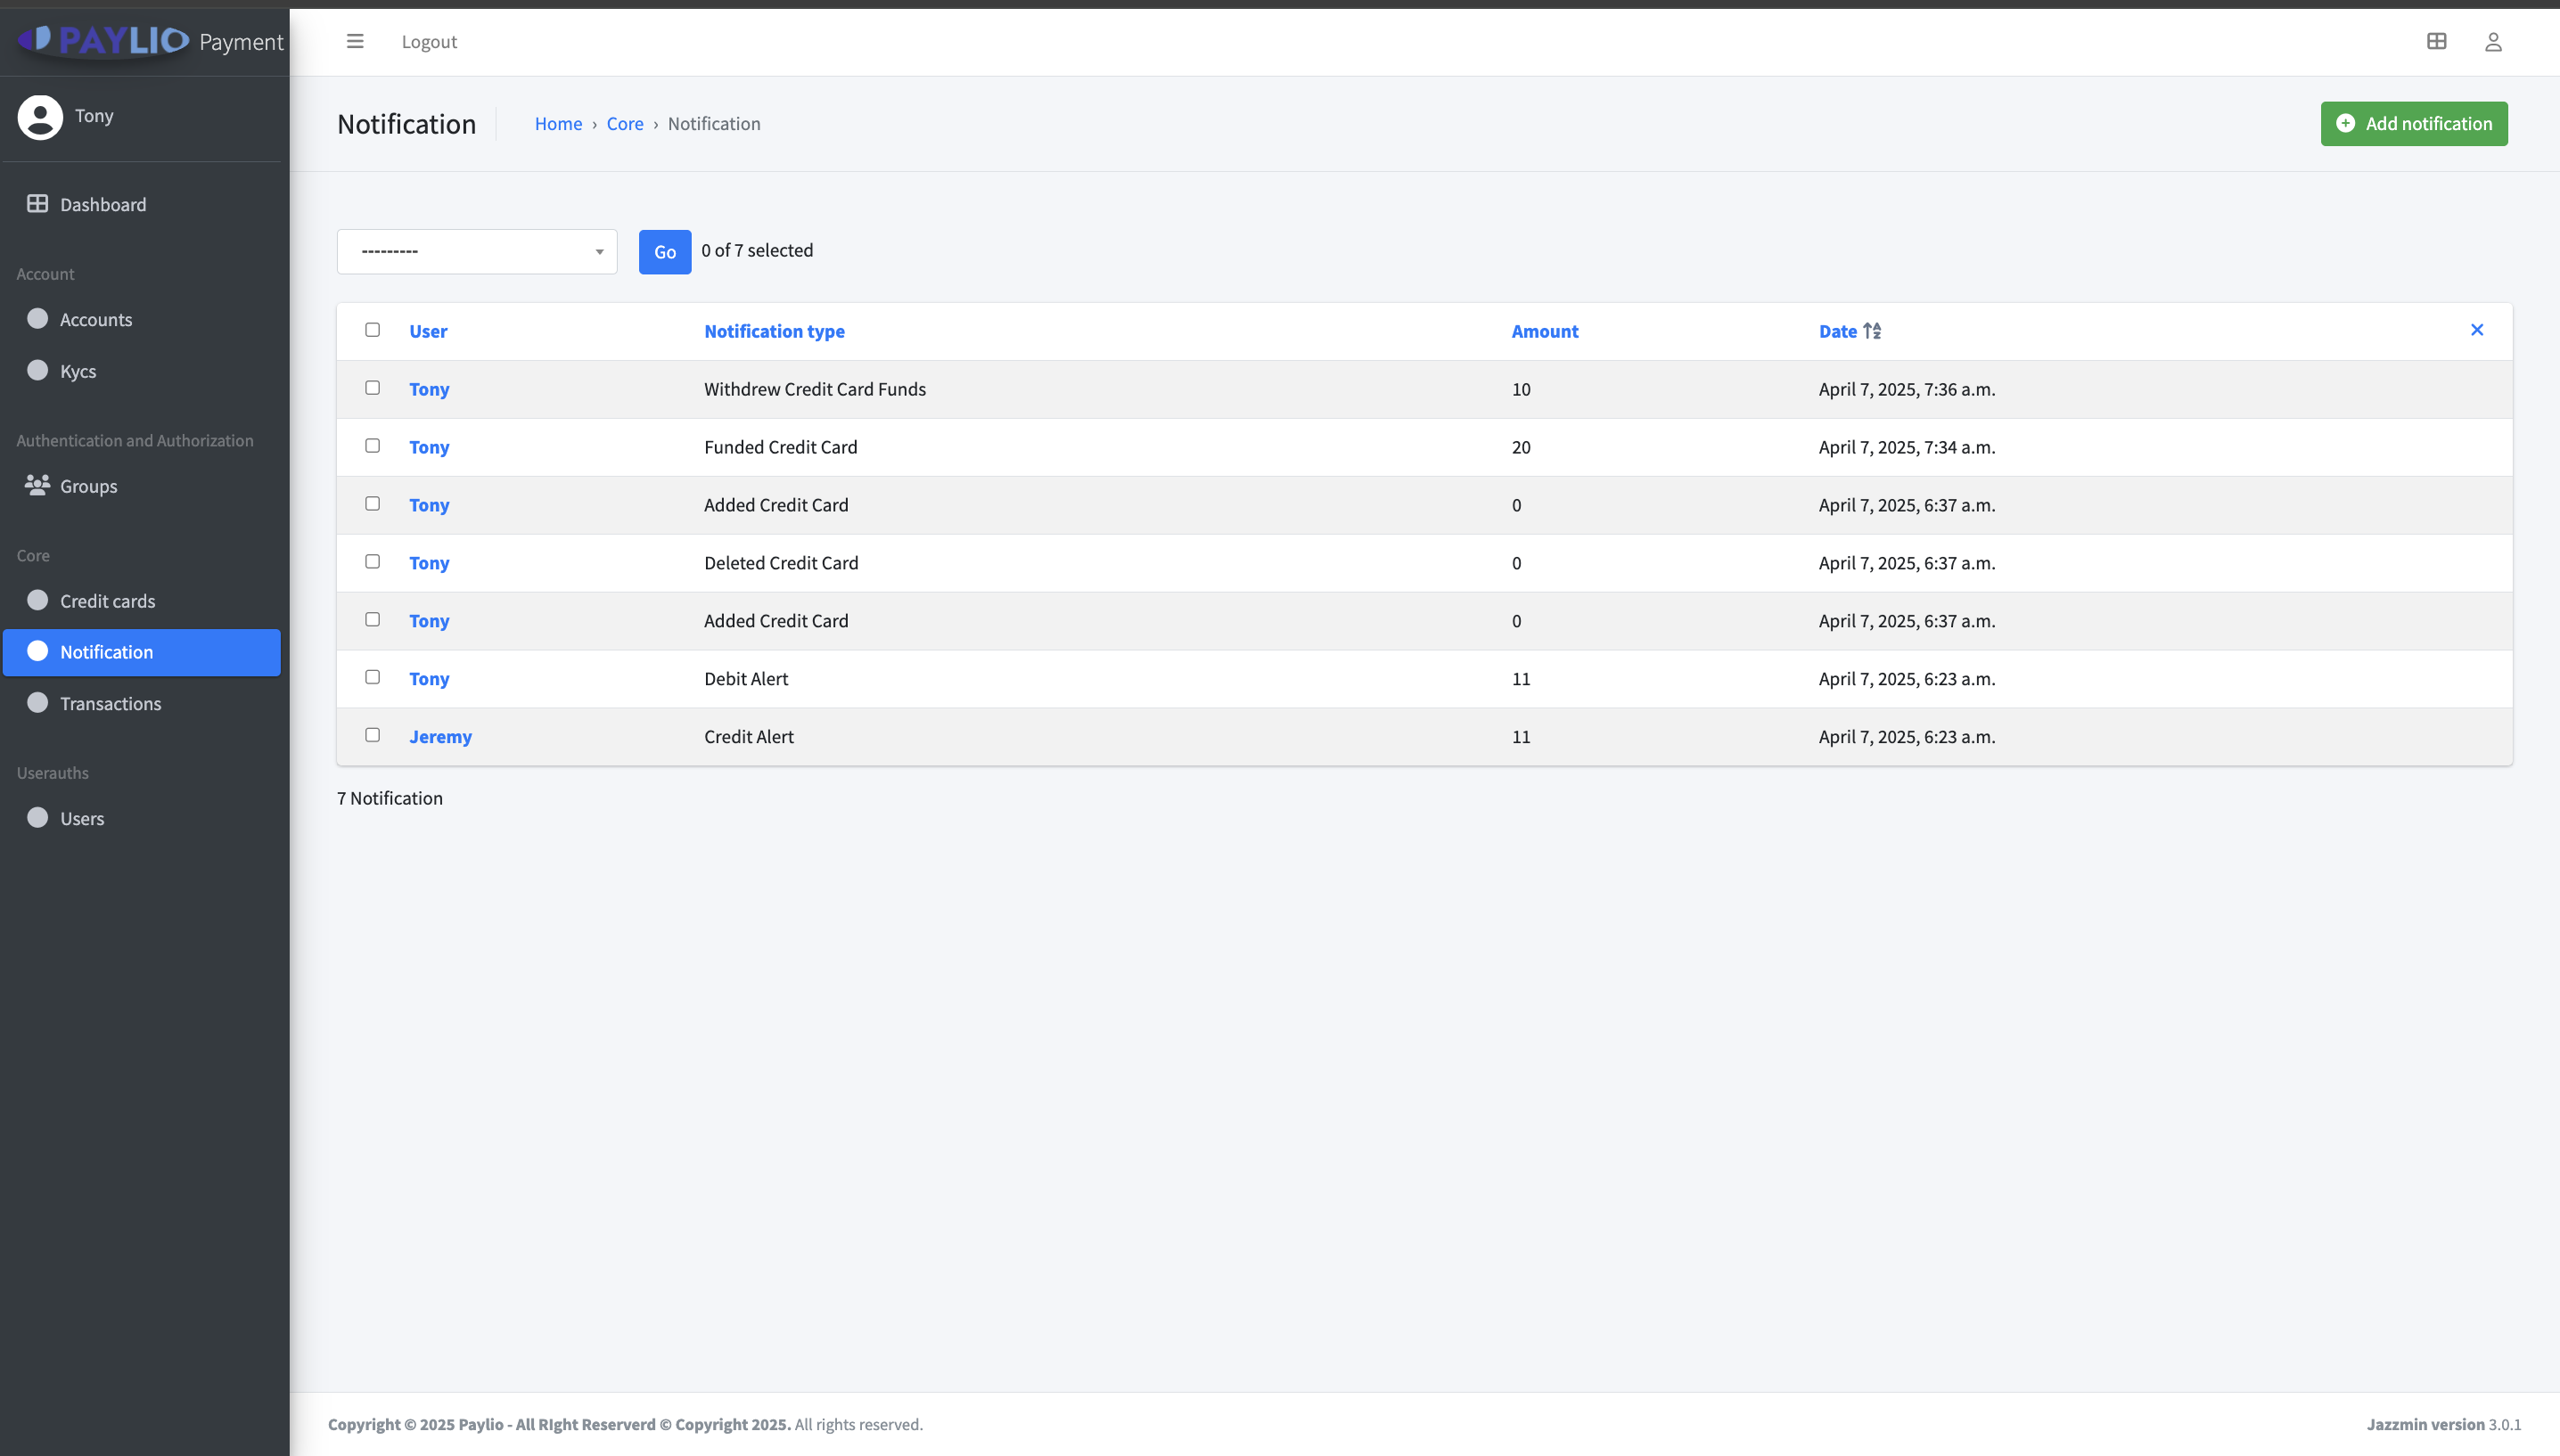 PAYLIO Payment
Logout
Tony
Notification
Home › Core › Notification
Add notification
Dashboard
Account
Accounts
Kycs
Authentication and Authorization
Groups
Core
Credit cards
Notification
Transactions
Userauths
Users
--------- Go 0 of 7 selected
User Notification type Amount Date
Tony Withdrew Credit Card Funds 10 April 7, 2025, 7:36 a.m.
Tony Funded Credit Card 20 April 7, 2025, 7:34 a.m.
Tony Added Credit Card 0 April 7, 2025, 6:37 a.m.
Tony Deleted Credit Card 0 April 7, 2025, 6:37 a.m.
Tony Added Credit Card 0 April 7, 2025, 6:37 a.m.
Tony Debit Alert 11 April 7, 2025, 6:23 a.m.
Jeremy Credit Alert 11 April 7, 2025, 6:23 a.m.
7 Notification
Copyright © 2025 Paylio - All RIght Reserverd © Copyright 2025. All rights reserved.
Jazzmin version 3.0.1